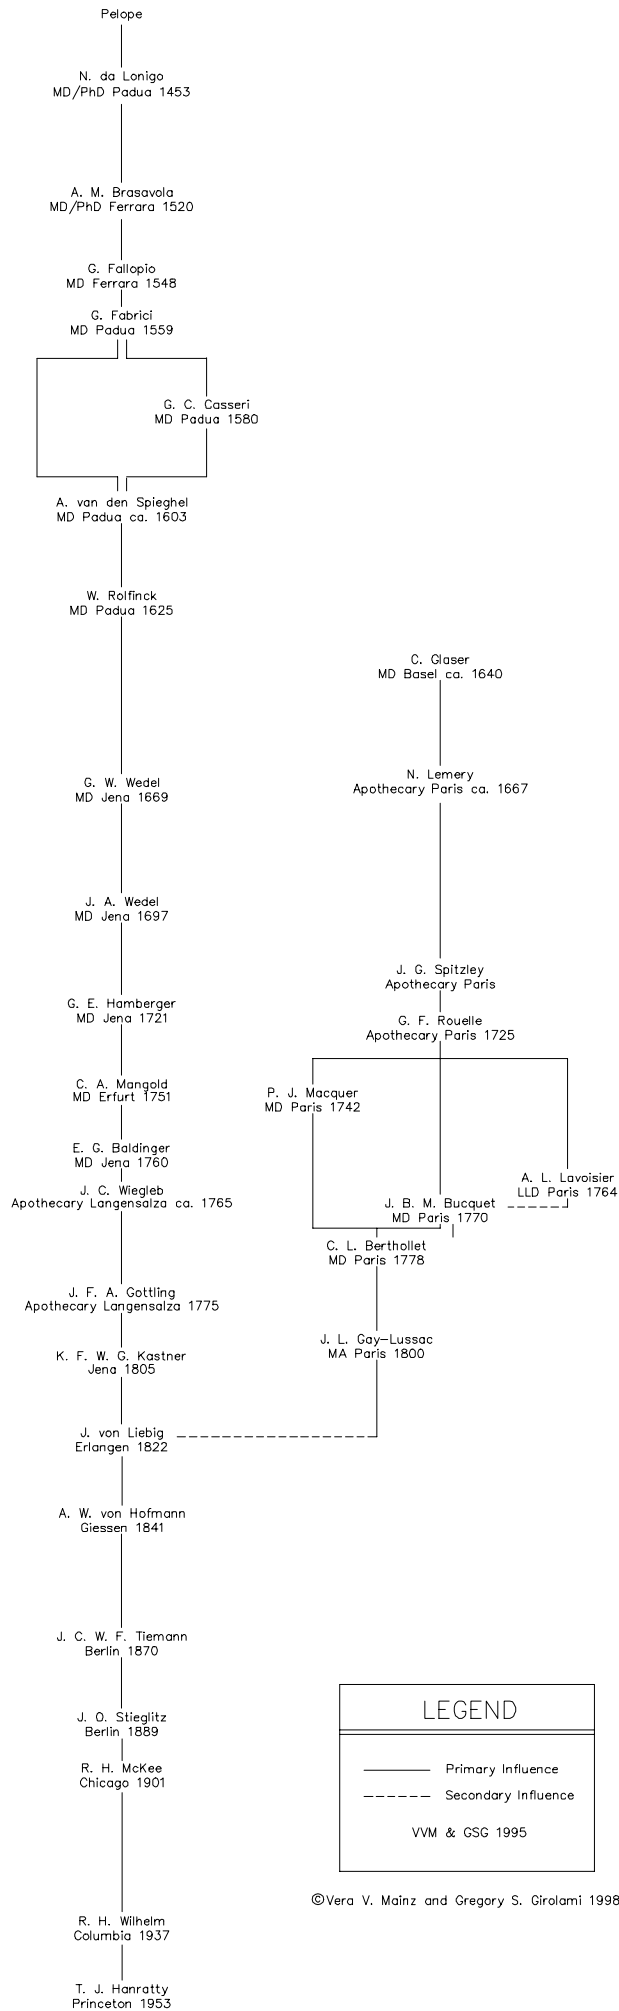 Pelope
N. da Lonigo
MD/PhD Padua 1453
A. M. Brasavola
MD/PhD Ferrara 1520
G. Fallopio
MD Ferrara 1548
G. Fabrici
MD Padua 1559
G. C. Casseri
MD Padua 1580
A. van den Spieghel
MD Padua ca. 1603
W. Rolfinck
MD Padua 1625
C. Glaser
MD Basel ca. 1640
G. W. Wedel
MD Jena 1669
N. Lemery
Apothecary Paris ca. 1667
J. A. Wedel
MD Jena 1697
J. G. Spitzley
Apothecary Paris
G. E. Hamberger
MD Jena 1721
G. F. Rouelle
Apothecary Paris 1725
C. A. Mangold
MD Erfurt 1751
P. J. Macquer
MD Paris 1742
E. G. Baldinger
MD Jena 1760
J. C. Wiegleb
Apothecary Langensalza ca. 1765
A. L. Lavoisier
LLD Paris 1764
J. B. M. Bucquet
MD Paris 1770
C. L. Berthollet
MD Paris 1778
J. F. A. Gottling
Apothecary Langensalza 1775
J. L. Gay-Lussac
MA Paris 1800
K. F. W. G. Kastner
Jena 1805
J. von Liebig
Erlangen 1822
A. W. von Hofmann
Giessen 1841
J. C. W. F. Tiemann
Berlin 1870
J. O. Stieglitz
Berlin 1889
R. H. McKee
Chicago 1901
LEGEND
Primary Influence
Secondary Influence
VVM & GSG 1995
©Vera V. Mainz and Gregory S. Girolami 1998
R. H. Wilhelm
Columbia 1937
T. J. Hanratty
Princeton 1953